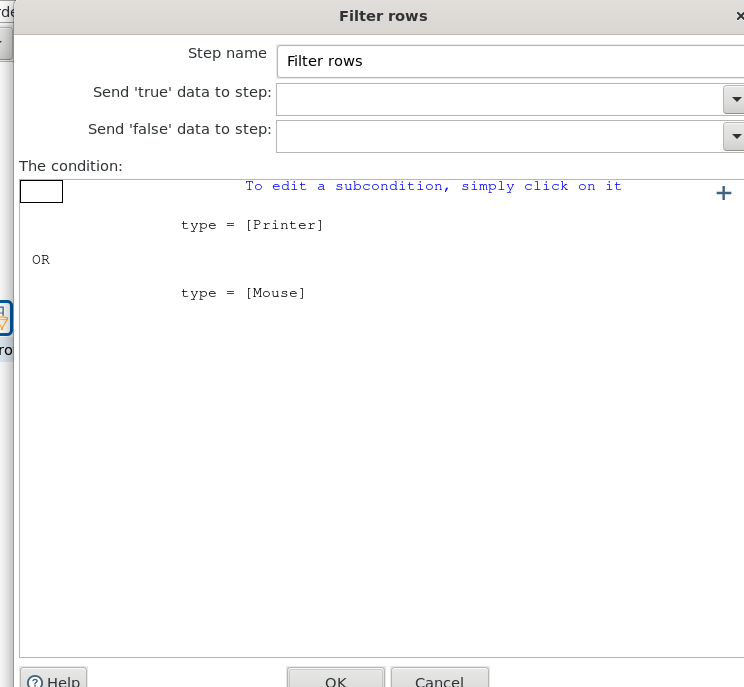 rde
Filter rows
Step name
Filter rows
Send 'true' data to step:
Send 'false' data to step:
The condition:
To edit a subcondition, simply click on it
type = [Printer]
OR
type = [Mouse]
ro
Help
OK
Cancel